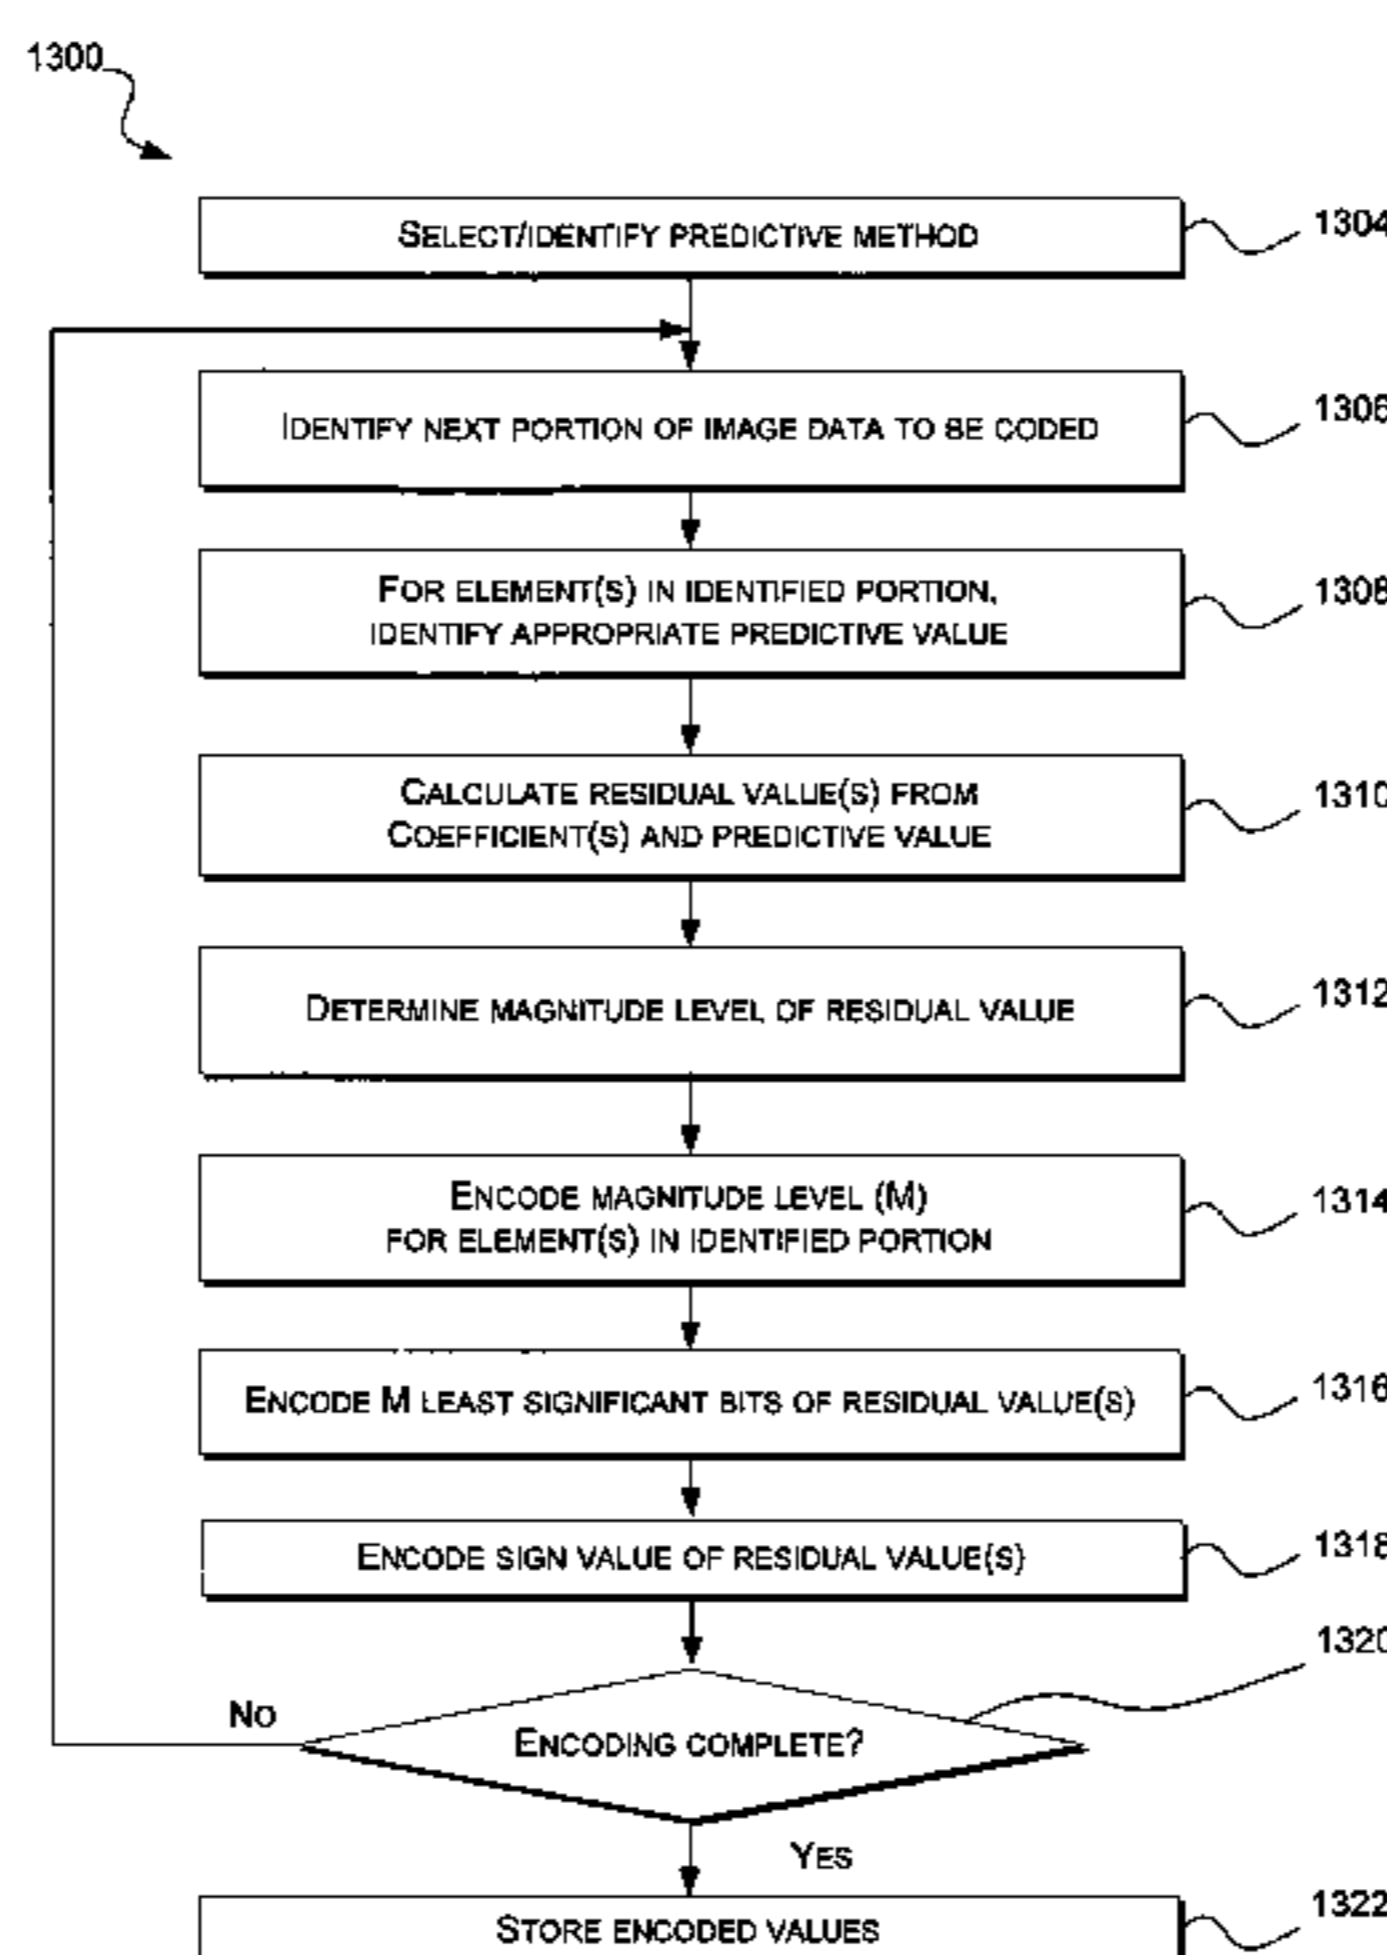 1300
SELECT/IDENTIFY PREDICTIVE METHOD
1304
IDENTIFY NEXT PORTION OF IMAGE DATA TO BE CODED
1306
FOR ELEMENT(S) IN IDENTIFIED PORTION,
IDENTIFY APPROPRIATE PREDICTIVE VALUE
1308
CALCULATE RESIDUAL VALUE(S) FROM
COEFFICIENT(S) AND PREDICTIVE VALUE
1310
DETERMINE MAGNITUDE LEVEL OF RESIDUAL VALUE
1312
ENCODE MAGNITUDE LEVEL (M)
FOR ELEMENT(S) IN IDENTIFIED PORTION
1314
ENCODE M LEAST SIGNIFICANT BITS OF RESIDUAL VALUE(S)
1316
ENCODE SIGN VALUE OF RESIDUAL VALUE(S)
1318
1320
NO
ENCODING COMPLETE?
YES
STORE ENCODED VALUES
1322